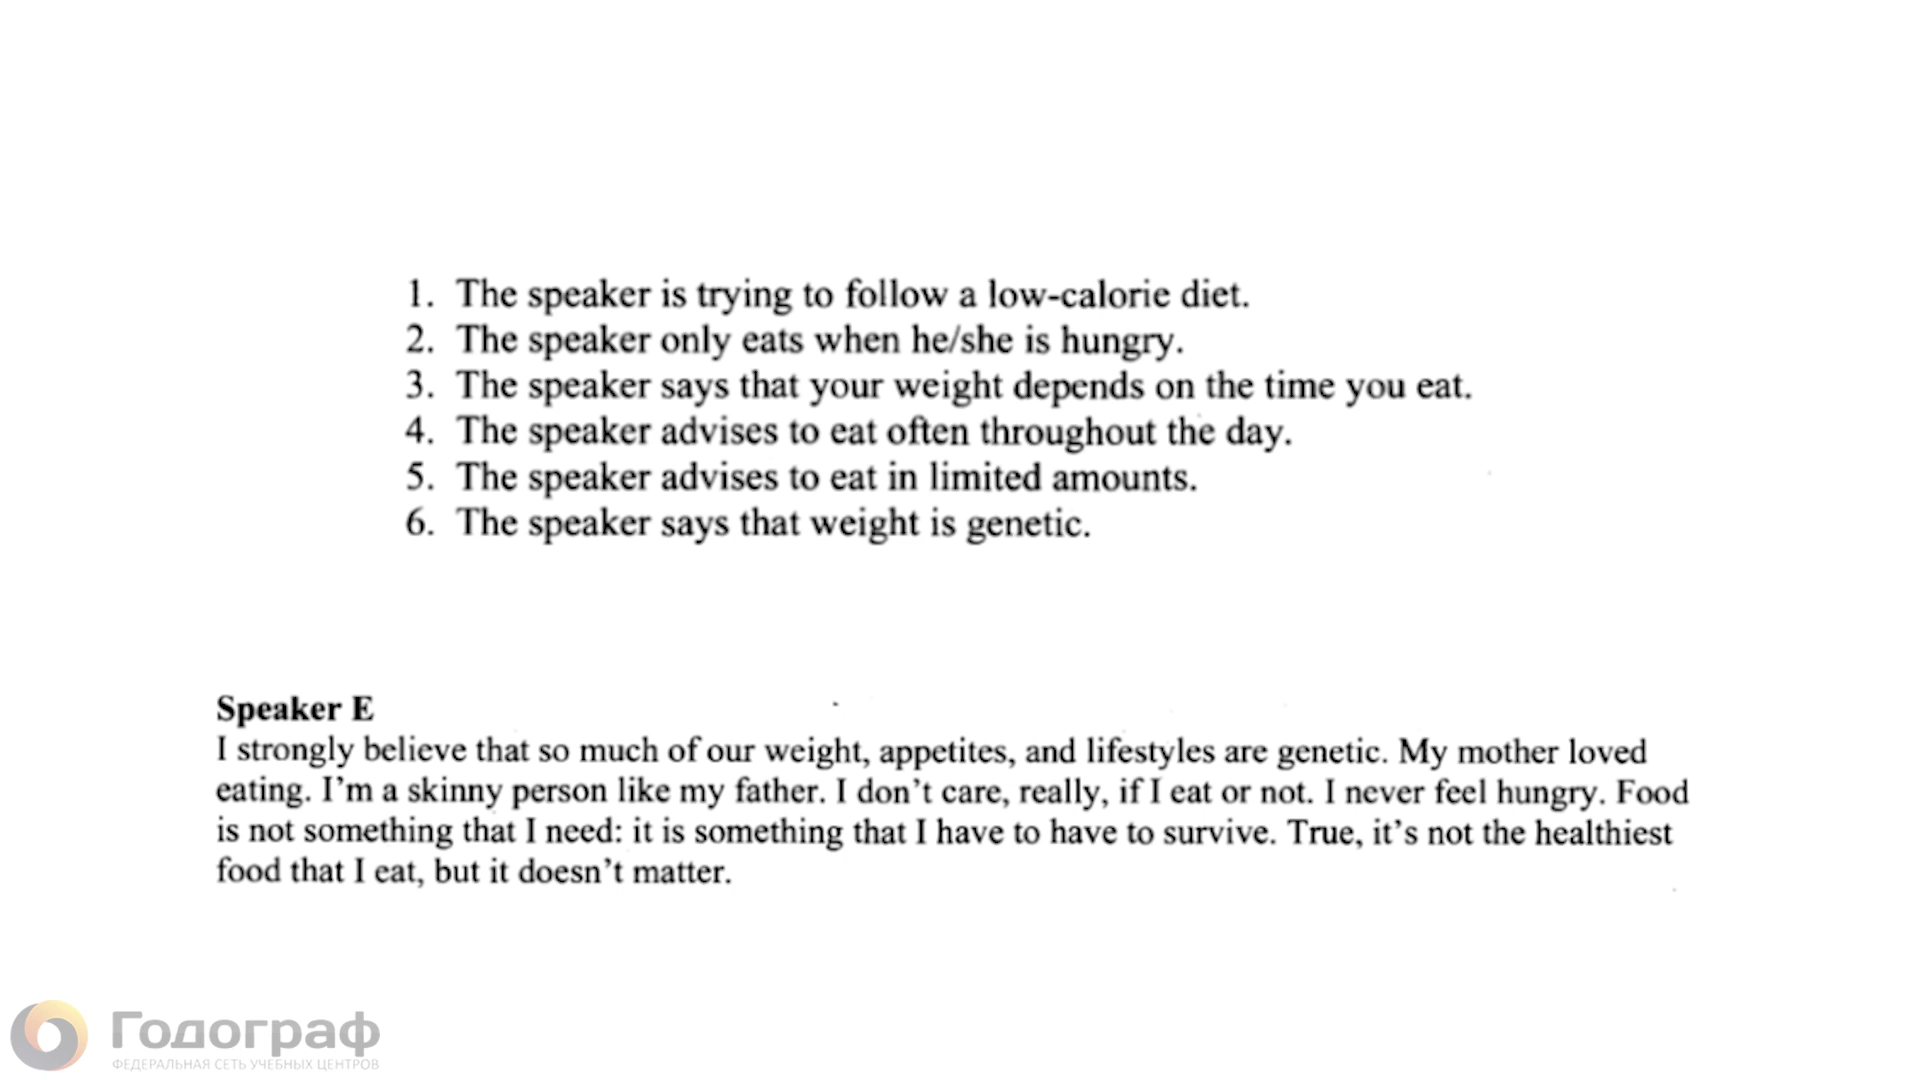 1. The speaker is trying to follow a low-calorie diet.
2. The speaker only eats when he/she is hungry.
3. The speaker says that your weight depends on the time you eat.
4. The speaker advises to eat often throughout the day.
5. The speaker advises to eat in limited amounts.
6. The speaker says that weight is genetic.
Speaker E
I strongly believe that so much of our weight, appetites, and lifestyles are genetic. My mother loved
eating. I'm a skinny person like my father. I don't care, really, if I eat or not. I never feel hungry. Food
is not something that I need: it is something that I have to have to survive. True, it's not the healthiest
food that I eat, but it doesn't matter.
Годограф
ФЕДЕРАЛЬНАЯ СЕТЬ УЧЕБНЫХ ЦЕНТРОВ